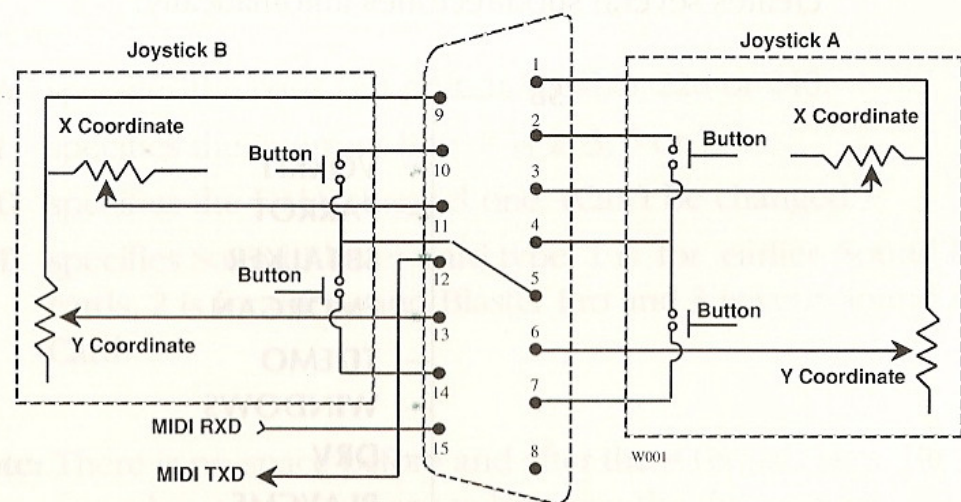 Joystick B
Joystick A
X Coordinate
Button
Button
Y Coordinate
MIDI RXD
MIDI TXD
9
10
11
12
13
14
15
1
2
3
4
5
6
7
8
Button
X Coordinate
Button
Y Coordinate
W001